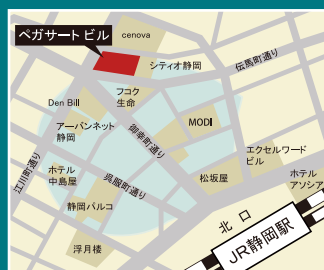 cenova
ペガサート ビル
シティオ静岡
伝馬町通り
フコク
生命
Den Bill
MODI
アーバンネット
静岡
御幸町通り
江川町通り
エクセルワード
ビル
ホテル
中島屋
呉服町通り
松坂屋
ホテル
アソシア
静岡パルコ
北口
JR静岡駅
浮月楼